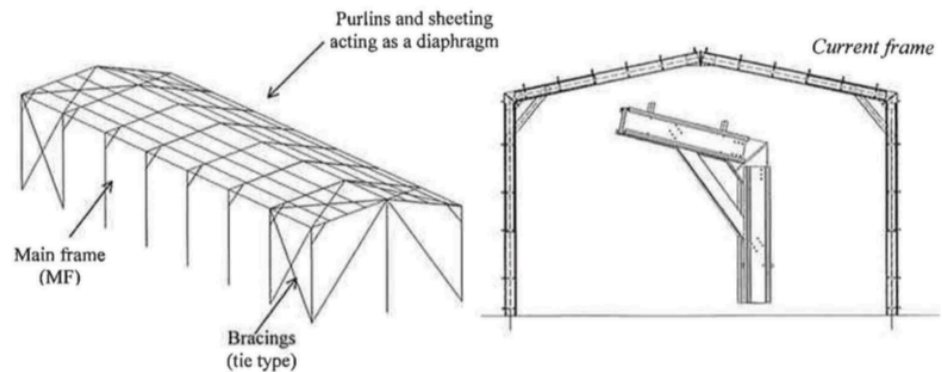 Purlins and sheeting
acting as a diaphragm
Current frame
Main frame
(MF)
Bracings
(tie type)